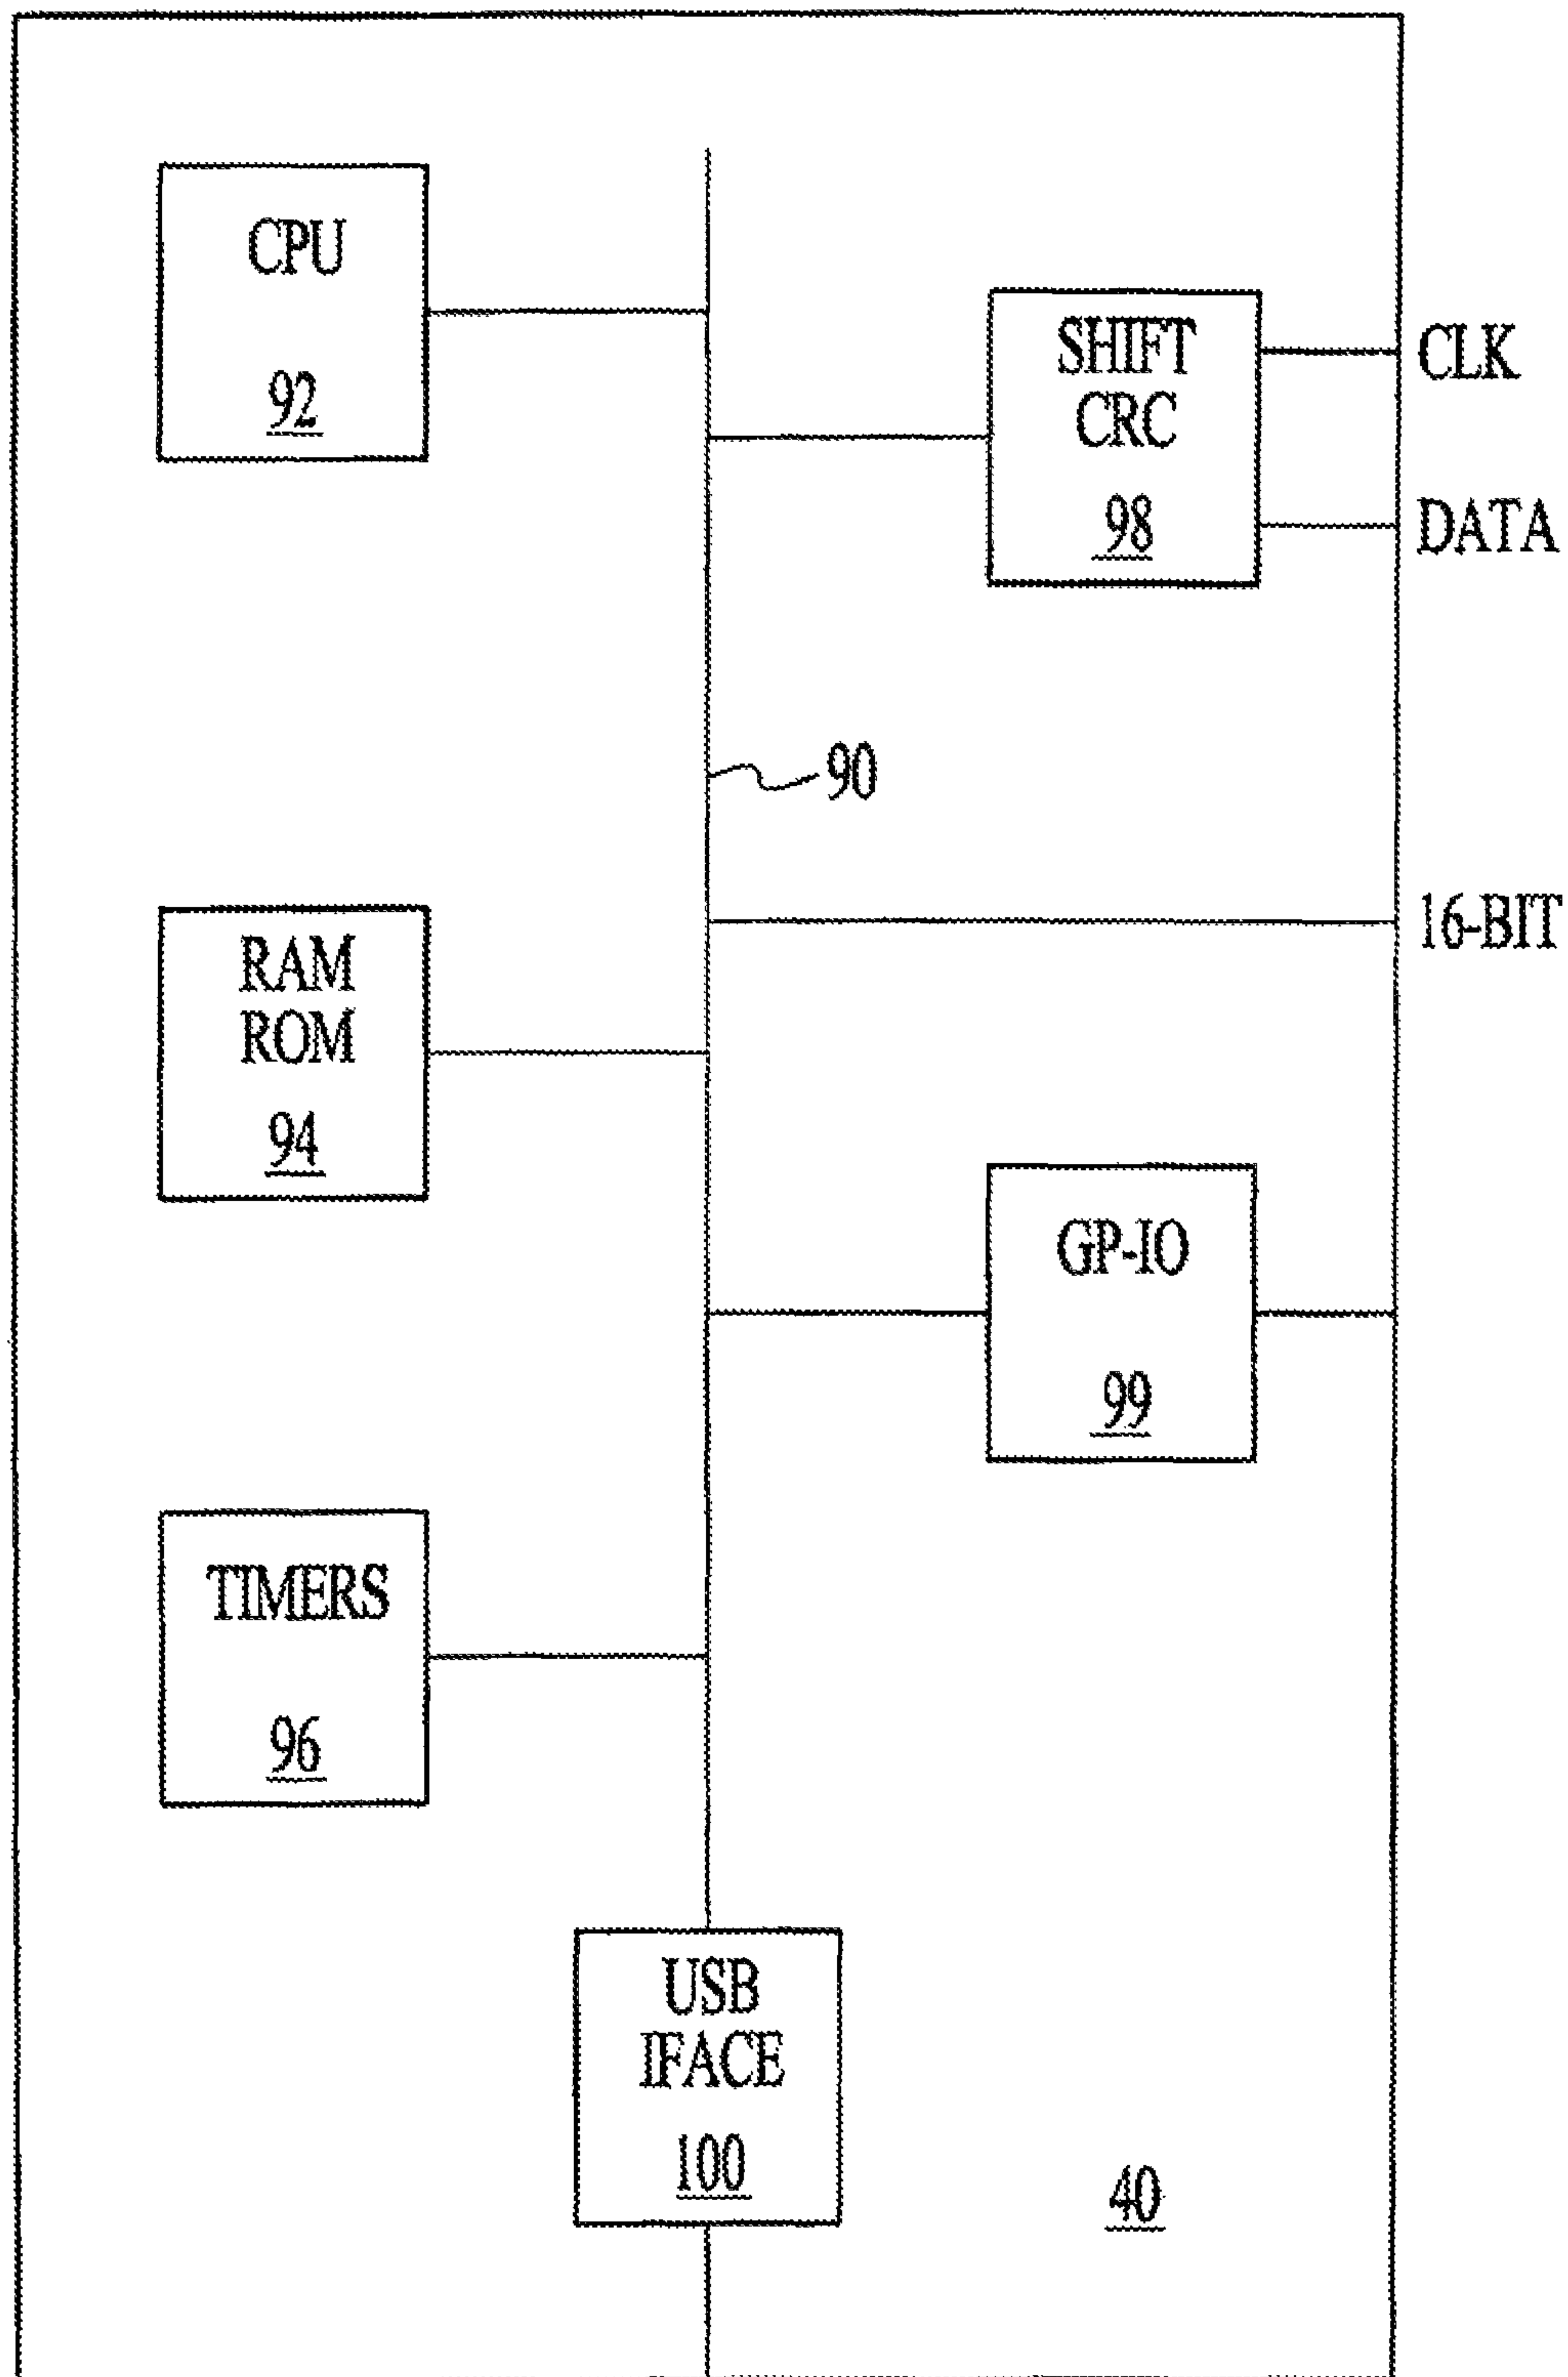 CPU
92
SHIFT
CRC
98
CLK
DATA
90
16-BIT
RAM
ROM
94
GP-IO
99
TIMERS
96
USB
IFACE
100
40